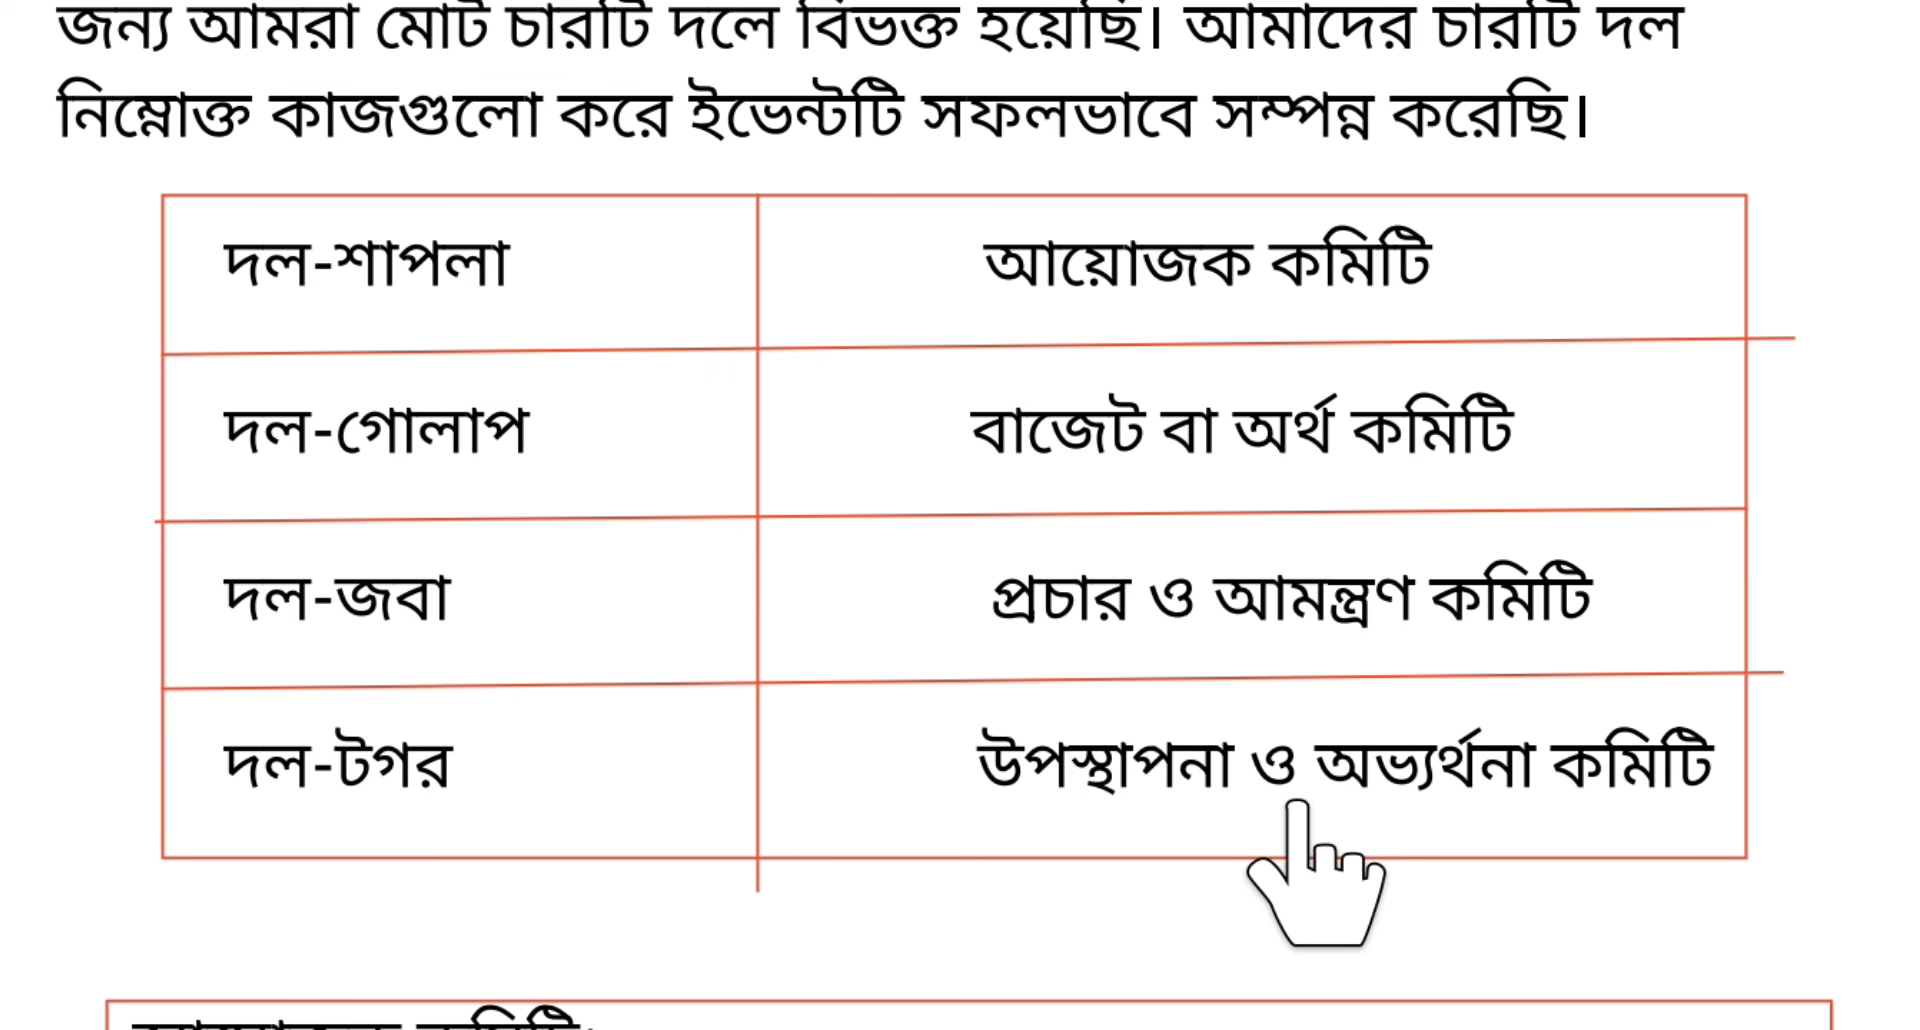 জন্য আমরা মোট চারটি দলে বিভক্ত হয়েছি। আমাদের চারটি দল
নিম্নোক্ত কাজগুলো করে ইভেন্টটি সফলভাবে সম্পন্ন করেছি।
দল-শাপলা আয়োজক কমিটি
দল-গোলাপ বাজেট বা অর্থ কমিটি
দল-জবা প্রচার ও আমন্ত্রণ কমিটি
দল-টগর উপস্থাপনা ও অভ্যর্থনা কমিটি